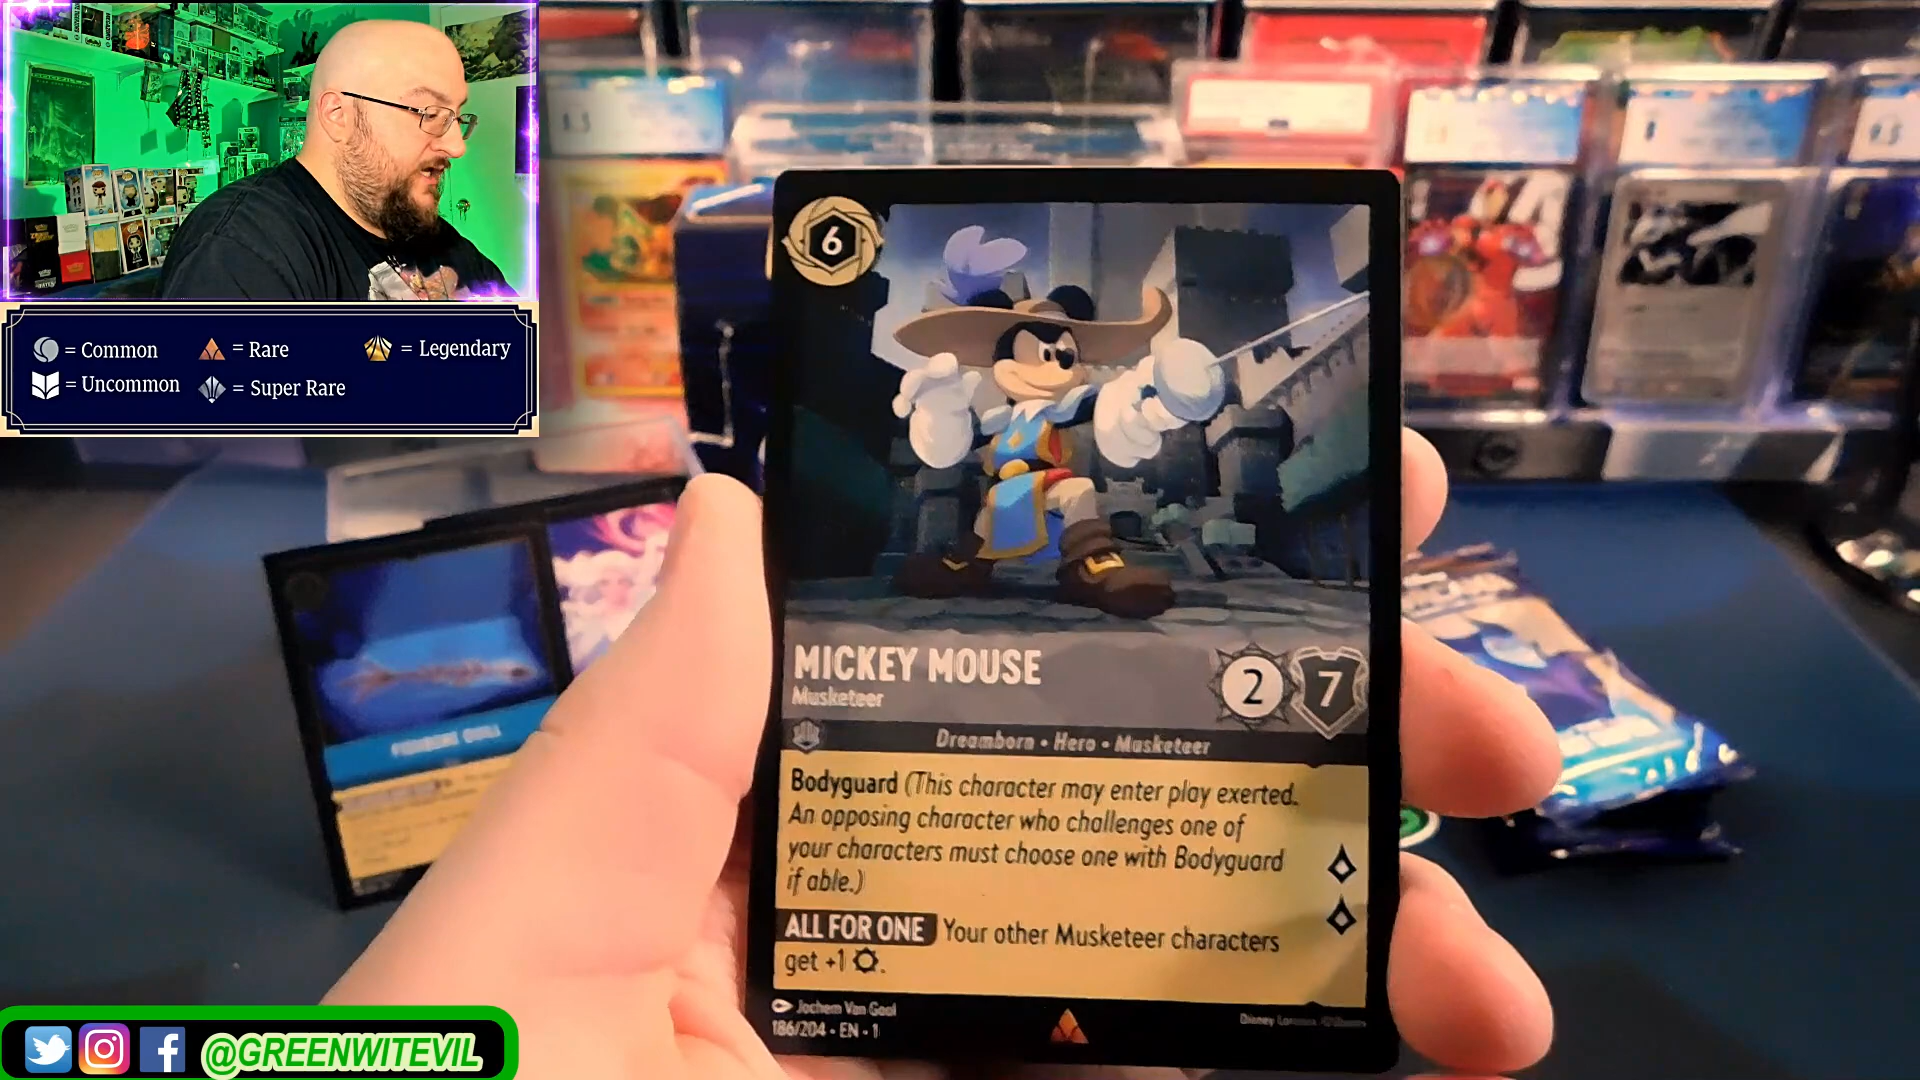 = Common
= Rare
= Legendary
= Uncommon
= Super Rare
6
MICKEY MOUSE
Musketeer
2
7
Dreamborn • Hero • Musketeer
Bodyguard (This character may enter play exerted.
An opposing character who challenges one of
your characters must choose one with Bodyguard
if able.)
ALL FOR ONE Your other Musketeer characters
get +1
Jochem Van Gool
186/204 • EN • 1
@GREENWITEVIL